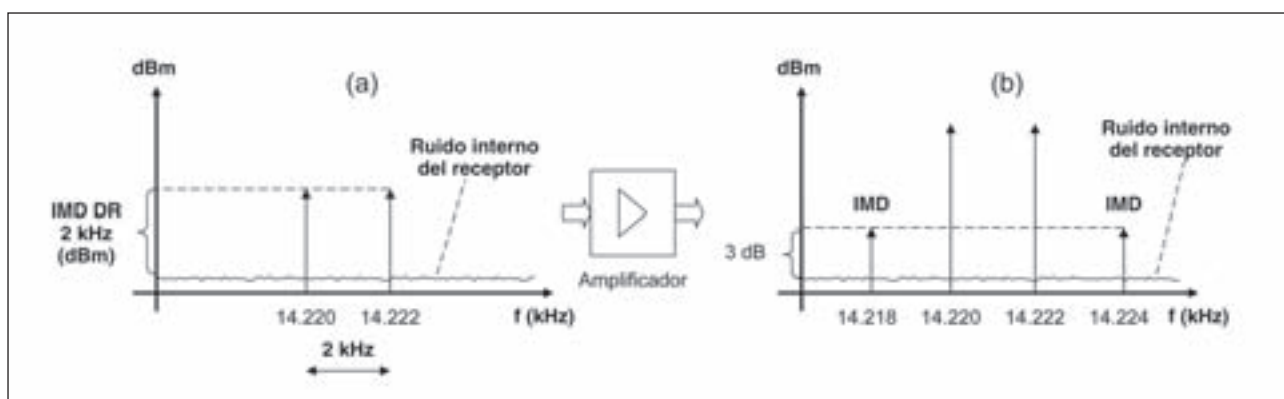 dBm
(a)
Ruido interno
del receptor
IMD DR
2 kHz
(dBm)
14.220
14.222
f (kHz)
2 kHz
Amplificador
dBm
(b)
Ruido interno
del receptor
IMD
IMD
3 dB
14.218
14.220
14.222
14.224
f (kHz)